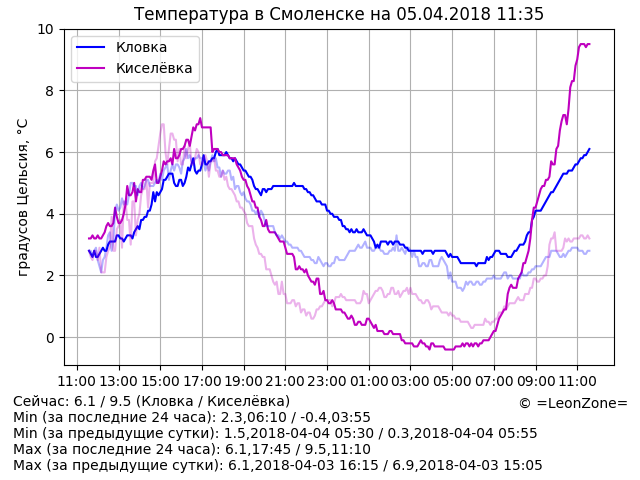 Температура в Смоленске на 05.04.2018 11:35
градусов Цельсия, °C
10
8
6
4
2
0
Кловка
Киселёвка
11:00 13:00 15:00 17:00 19:00 21:00 23:00 01:00 03:00 05:00 07:00 09:00 11:00
Сейчас: 6.1 / 9.5 (Кловка / Киселёвка)
© =LeonZone=
Min (за последние 24 часа): 2.3,06:10 / -0.4,03:55
Min (за предыдущие сутки): 1.5,2018-04-04 05:30 / 0.3,2018-04-04 05:55
Max (за последние 24 часа): 6.1,17:45 / 9.5,11:10
Max (за предыдущие сутки): 6.1,2018-04-03 16:15 / 6.9,2018-04-03 15:05